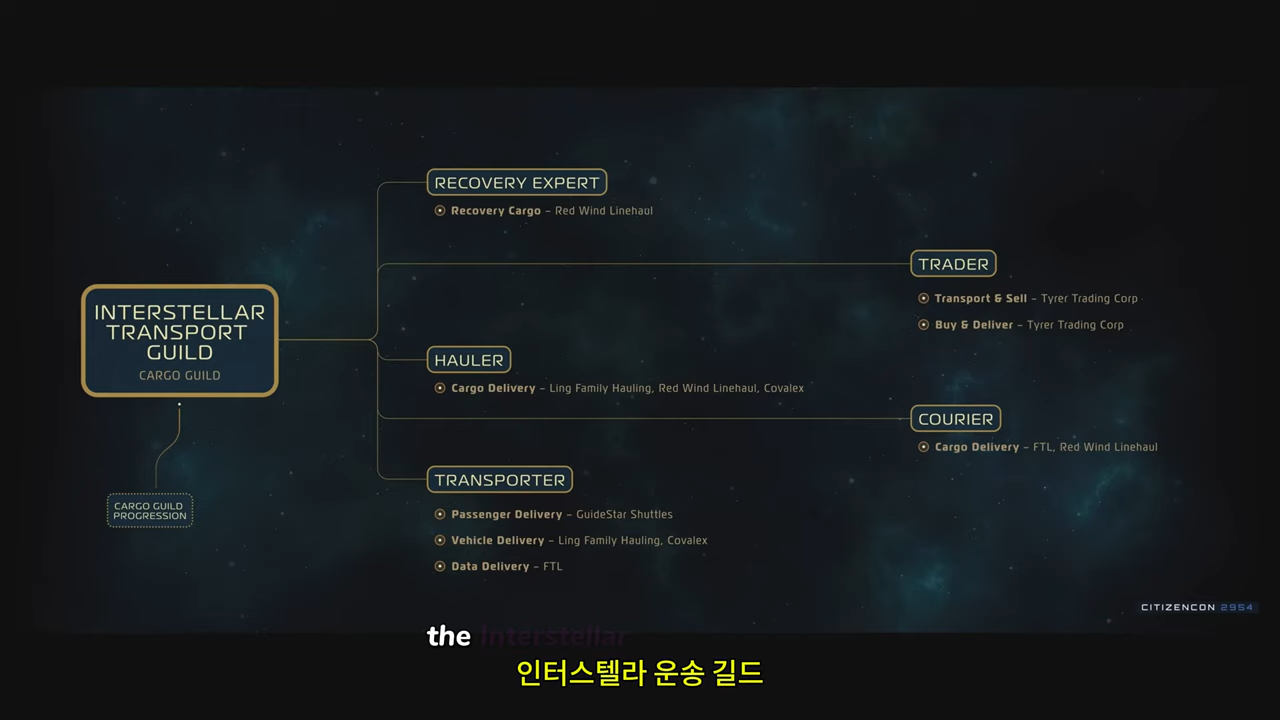 RECOVERY EXPERT
Recovery Cargo – Red Wind Linehaul
TRADER
Transport & Sell – Tyrer Trading Corp
Buy & Deliver – Tyrer Trading Corp
INTERSTELLAR
TRANSPORT
GUILD
CARGO GUILD
HAULER
Cargo Delivery – Ling Family Hauling, Red Wind Linehaul, Covalex
COURIER
Cargo Delivery – FTL, Red Wind Linehaul
TRANSPORTER
Passenger Delivery – GuideStar Shuttles
Vehicle Delivery – Ling Family Hauling, Covalex
Data Delivery – FTL
CARGO GUILD
PROGRESSION
CITIZENCON 2954
the interstellar
인터스텔라 운송 길드